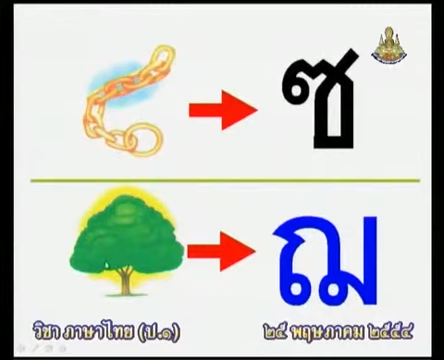 ซ
ฌ
วิชา ภาษาไทย (ป.๑)
๒๕ พฤษภาคม ๒๕๕๔